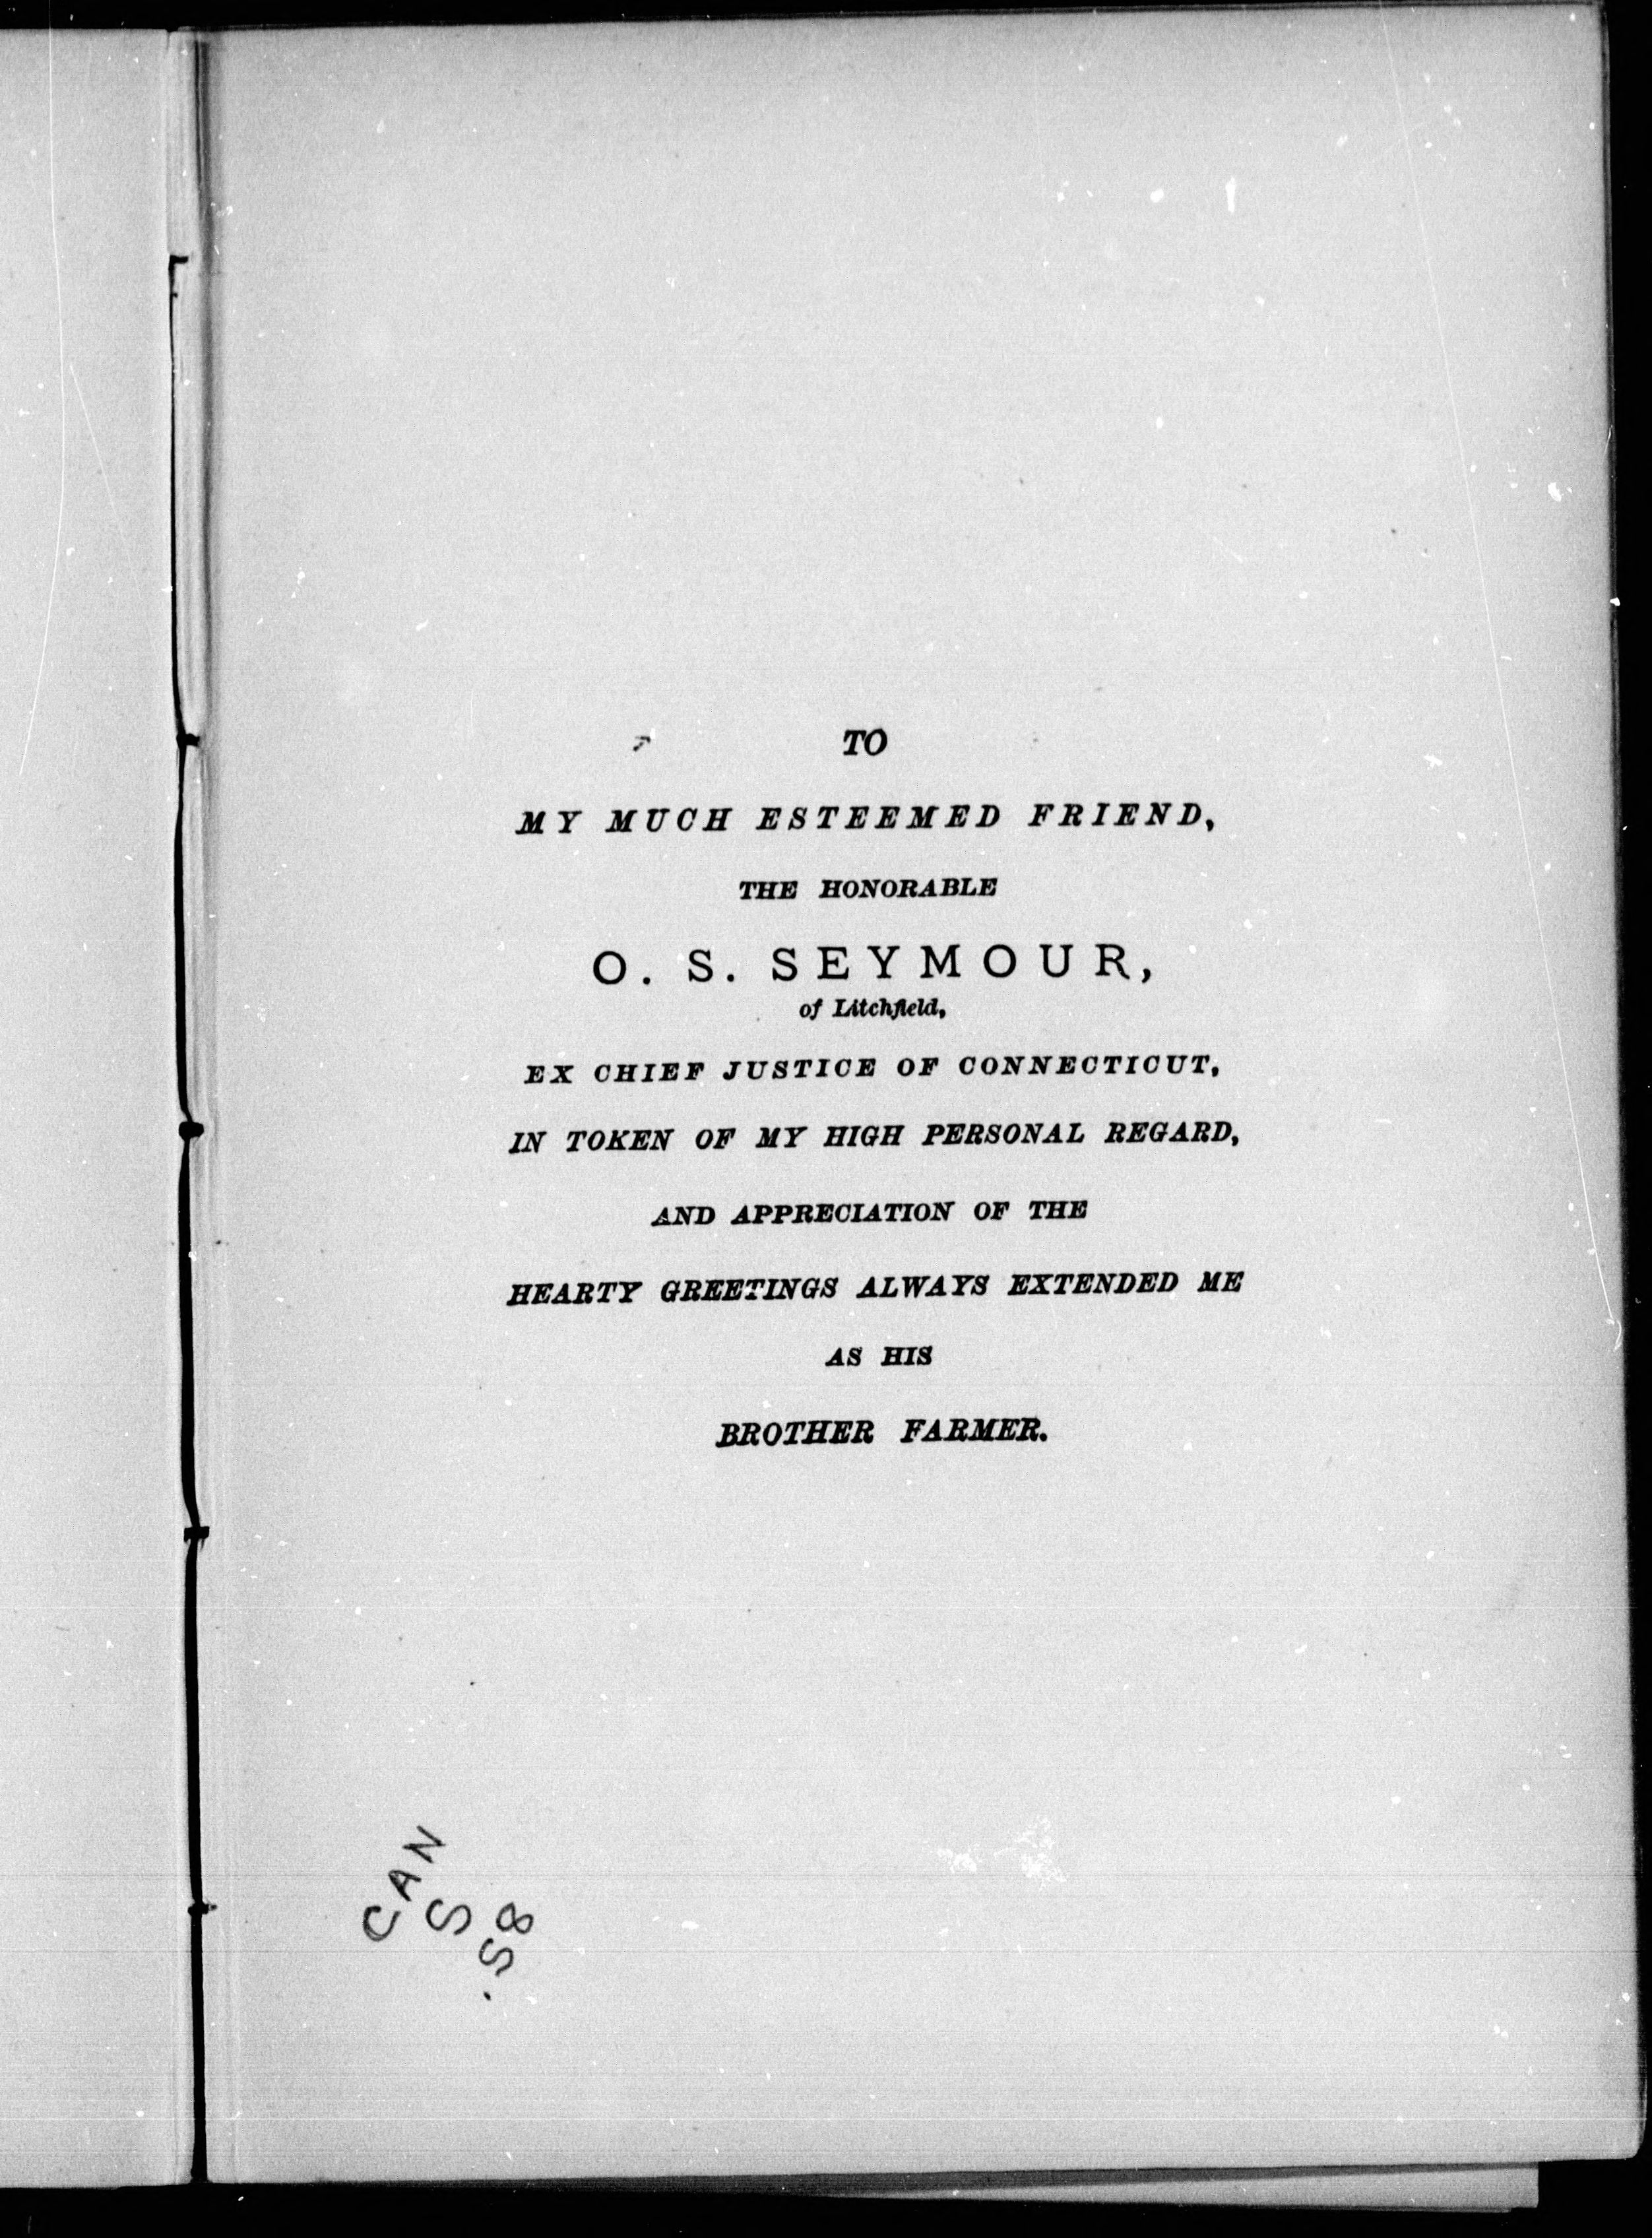 TO
MY MUCH ESTEEMED FRIEND,
THE HONORABLE
O. S. SEYMOUR,
of Litchfield,
EX CHIEF JUSTICE OF CONNECTICUT,
IN TOKEN OF MY HIGH PERSONAL REGARD,
AND APPRECIATION OF THE
HEARTY GREETINGS ALWAYS EXTENDED ME
AS HIS
BROTHER FARMER.
CAN
S
.S8